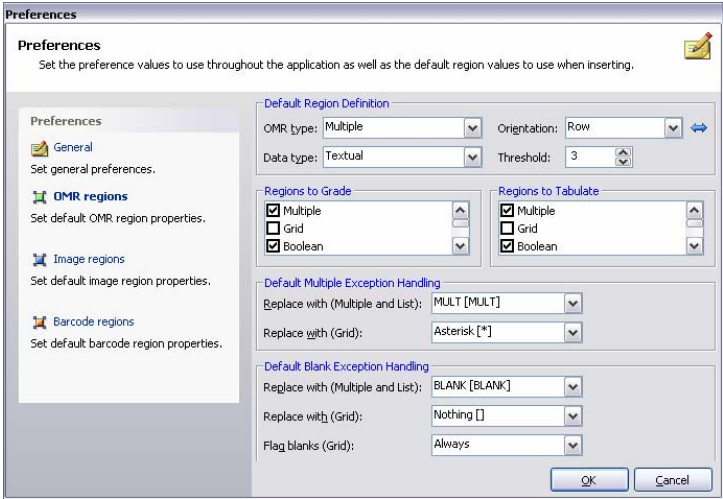 Preferences
Preferences
Set the preference values to use throughout the application as well as the default region values to use when inserting.
Preferences
General
Set general preferences.
OMR regions
Set default OMR region properties.
Image regions
Set default image region properties.
Barcode regions
Set default barcode region properties.
Default Region Definition
OMR type: Multiple Orientation: Row
Data type: Textual Threshold: 3
Regions to Grade Regions to Tabulate
Multiple Multiple
Grid Grid
Boolean Boolean
Default Multiple Exception Handling
Replace with (Multiple and List): MULT [MULT]
Replace with (Grid): Asterisk [*]
Default Blank Exception Handling
Replace with (Multiple and List): BLANK [BLANK]
Replace with (Grid): Nothing []
Flag blanks (Grid): Always
OK Cancel